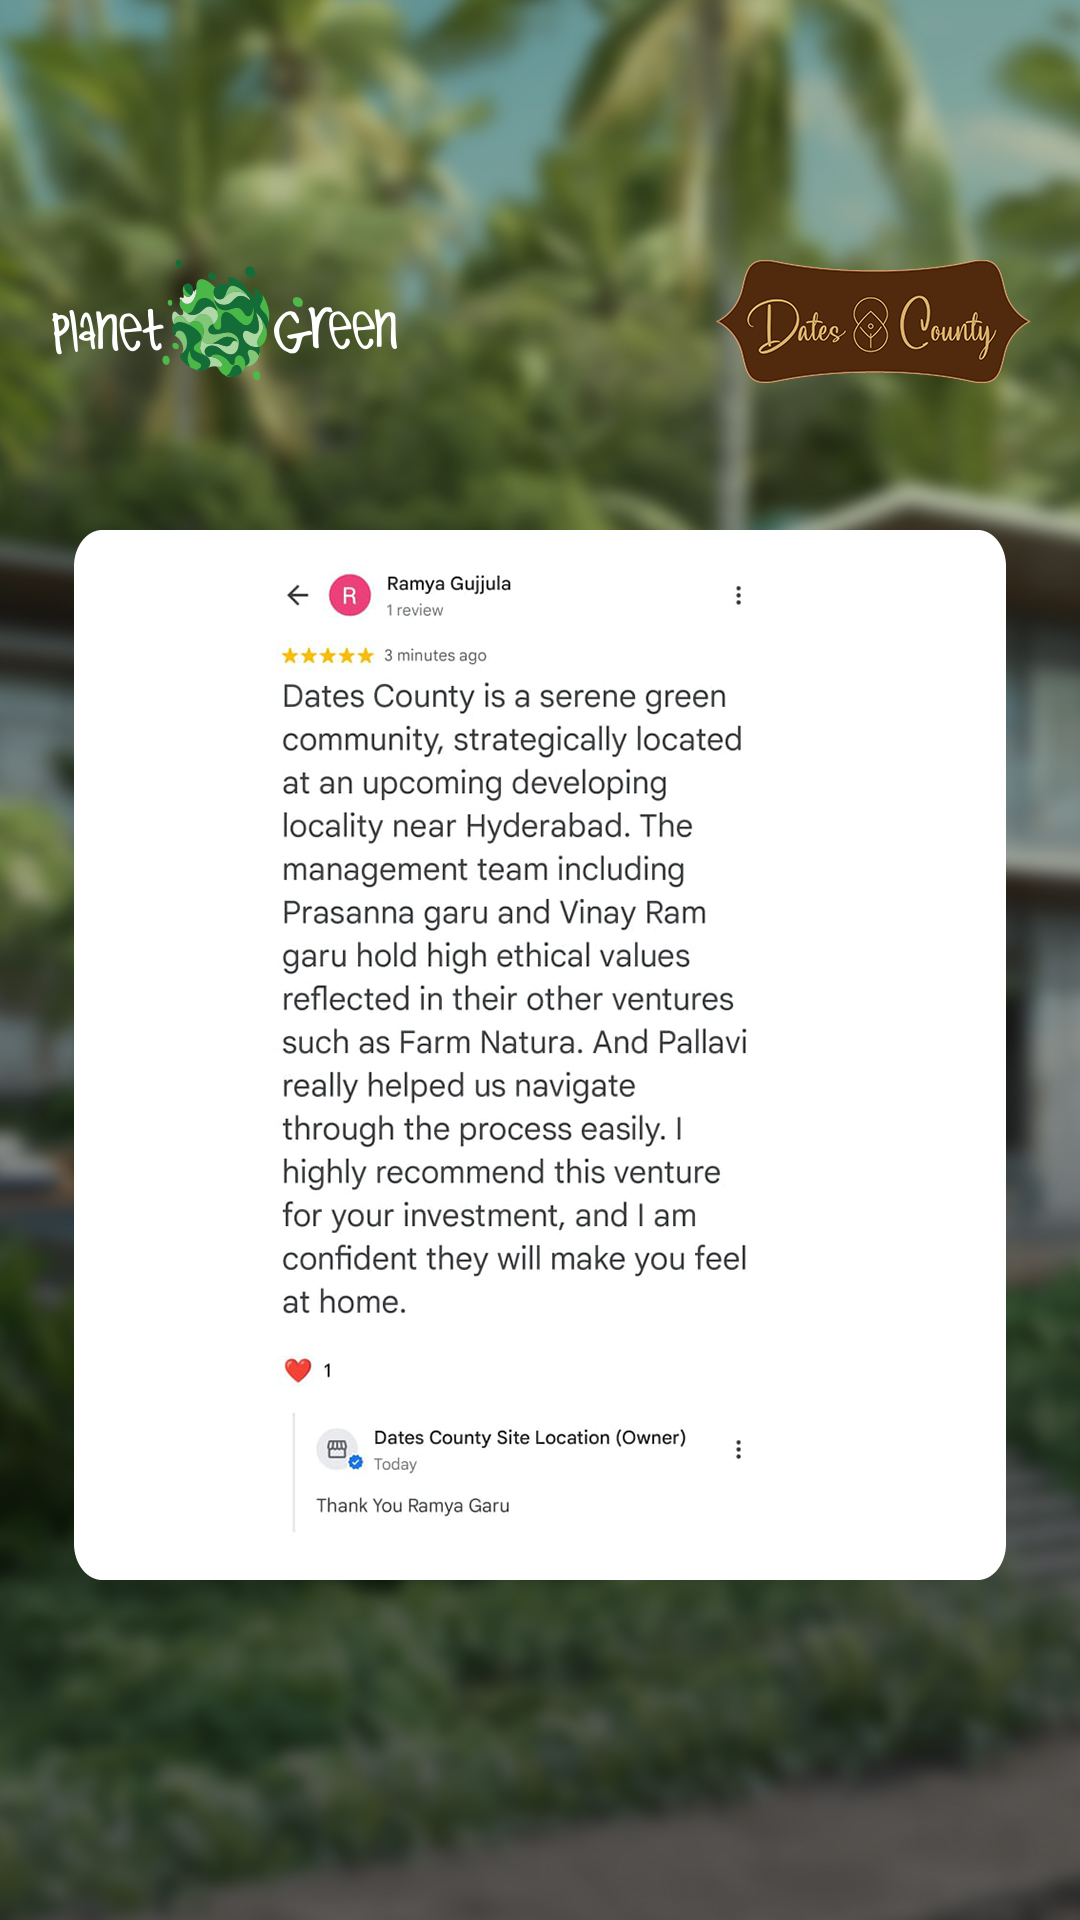 Planet Green
Dates County
R
Ramya Gujjula
1 review
3 minutes ago
Dates County is a serene green
community, strategically located
at an upcoming developing
locality near Hyderabad. The
management team including
Prasanna garu and Vinay Ram
garu hold high ethical values
reflected in their other ventures
such as Farm Natura. And Pallavi
really helped us navigate
through the process easily. I
highly recommend this venture
for your investment, and I am
confident they will make you feel
at home.
❤️ 1
Dates County Site Location (Owner)
Today
Thank You Ramya Garu